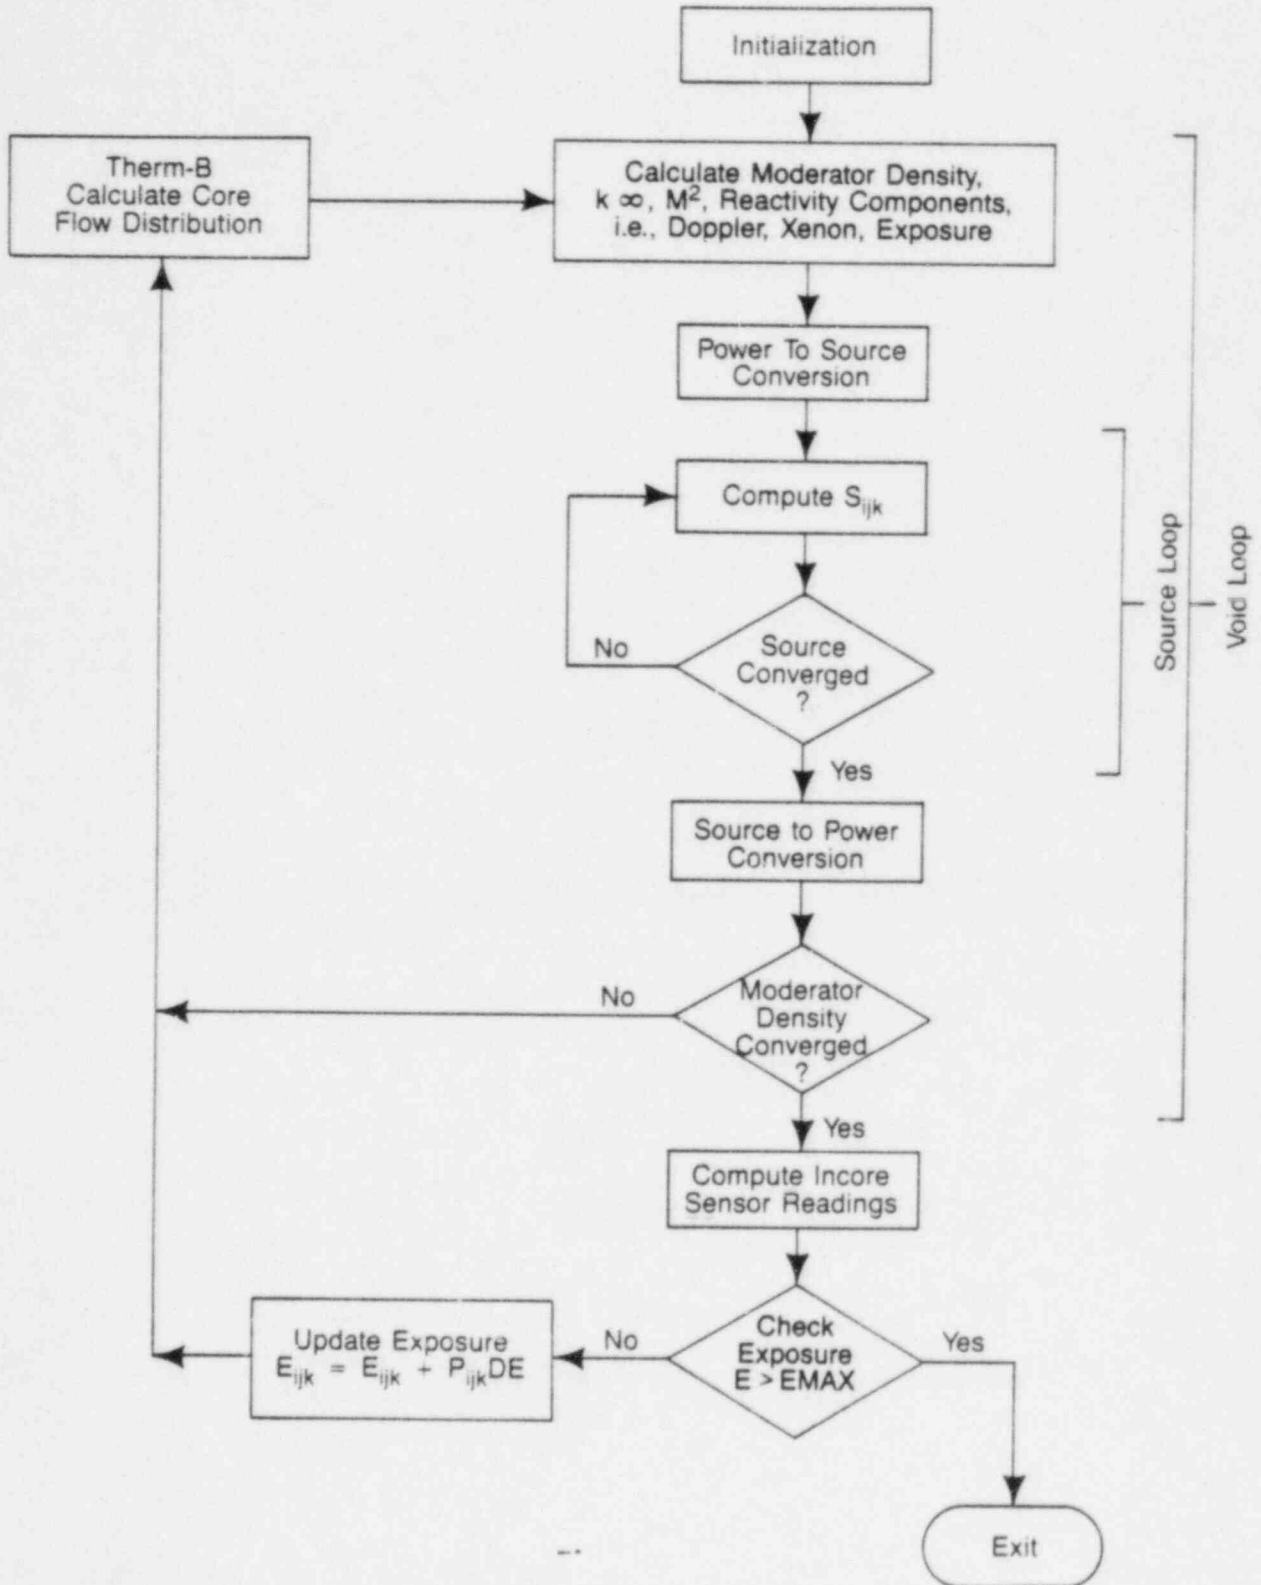 Initialization
Therm-B
Calculate Core
Flow Distribution
Calculate Moderator Density,
k ∞, M², Reactivity Components,
i.e., Doppler, Xenon, Exposure
Power To Source
Conversion
Compute Sᵢⱼₖ
No
Source
Converged
?
Yes
Source Loop
Void Loop
Source to Power
Conversion
No
Moderator
Density
Converged
?
Yes
Compute Incore
Sensor Readings
Update Exposure
Eᵢⱼₖ = Eᵢⱼₖ + PᵢⱼₖDE
No
Check
Exposure
E > EMAX
Yes
Exit